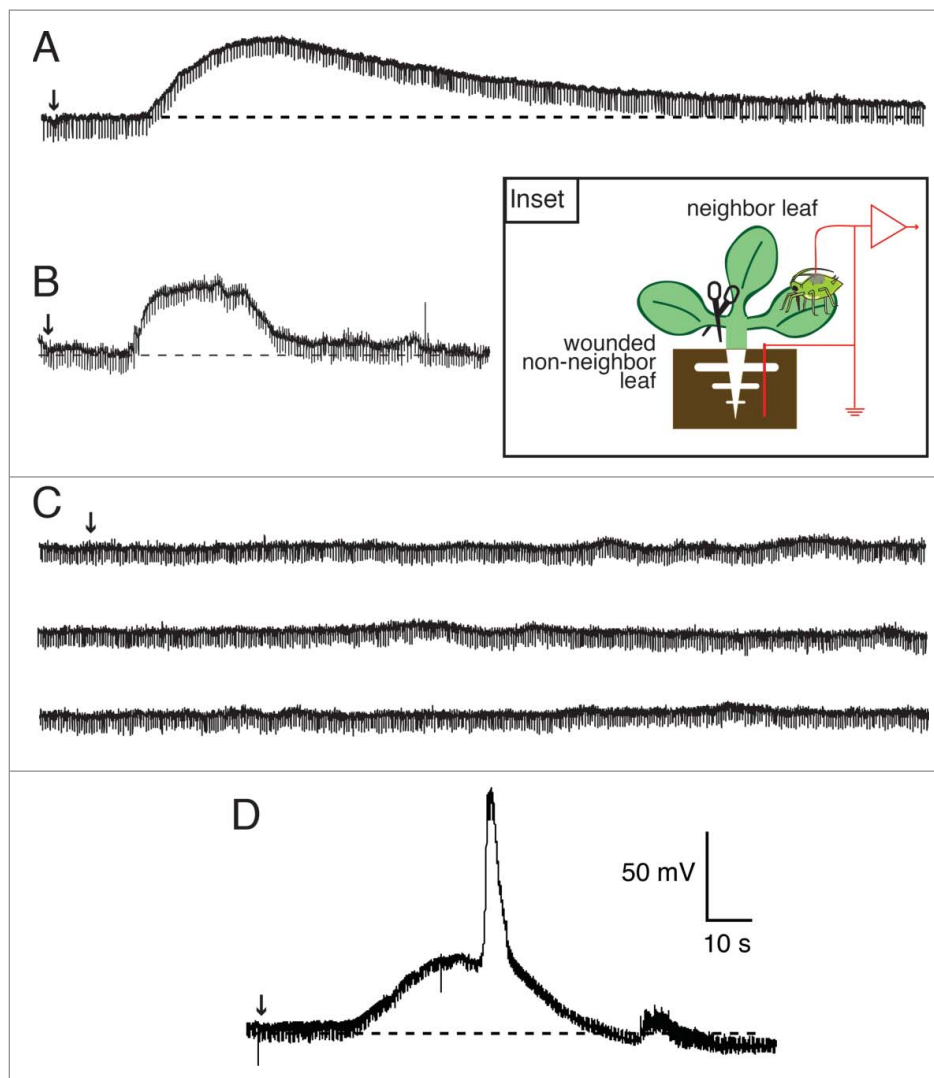 A
Inset
neighbor leaf
B
wounded
non-neighbor
leaf
C
D
50 mV
10 s